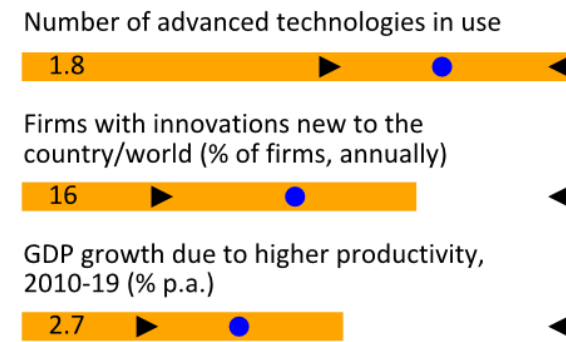 Number of advanced technologies in use
1.8
Firms with innovations new to the
country/world (% of firms, annually)
16
GDP growth due to higher productivity,
2010-19 (% p.a.)
2.7